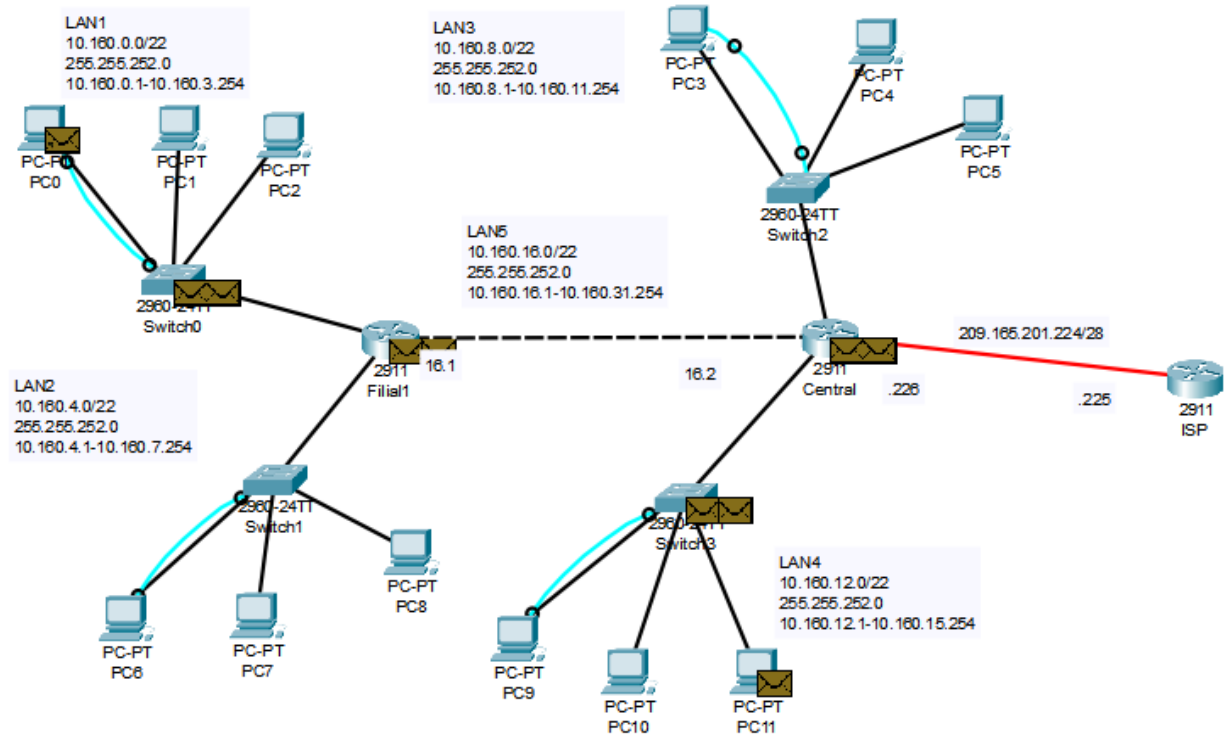 LAN1
10.160.0.0/22
255.255.252.0
10.160.0.1-10.160.3.254
LAN3
10.160.8.0/22
255.255.252.0
10.160.8.1-10.160.11.254
PC-PT
PC3
PC-PT
PC4
PC-PT
PC5
PC-PT
PC0
PC-PT
PC1
PC-PT
PC2
2960-24TT
Switch2
LAN5
10.160.16.0/22
255.255.252.0
10.160.16.1-10.160.31.254
2960-24TT
Switch0
209.165.201.224/28
2911
Filial1
16.1
16.2
2911
Central
.226
.225
2911
ISP
LAN2
10.160.4.0/22
255.255.252.0
10.160.4.1-10.160.7.254
2960-24TT
Switch1
2960-24TT
Switch3
PC-PT
PC8
LAN4
10.160.12.0/22
255.255.252.0
10.160.12.1-10.160.15.254
PC-PT
PC6
PC-PT
PC7
PC-PT
PC9
PC-PT
PC10
PC-PT
PC11